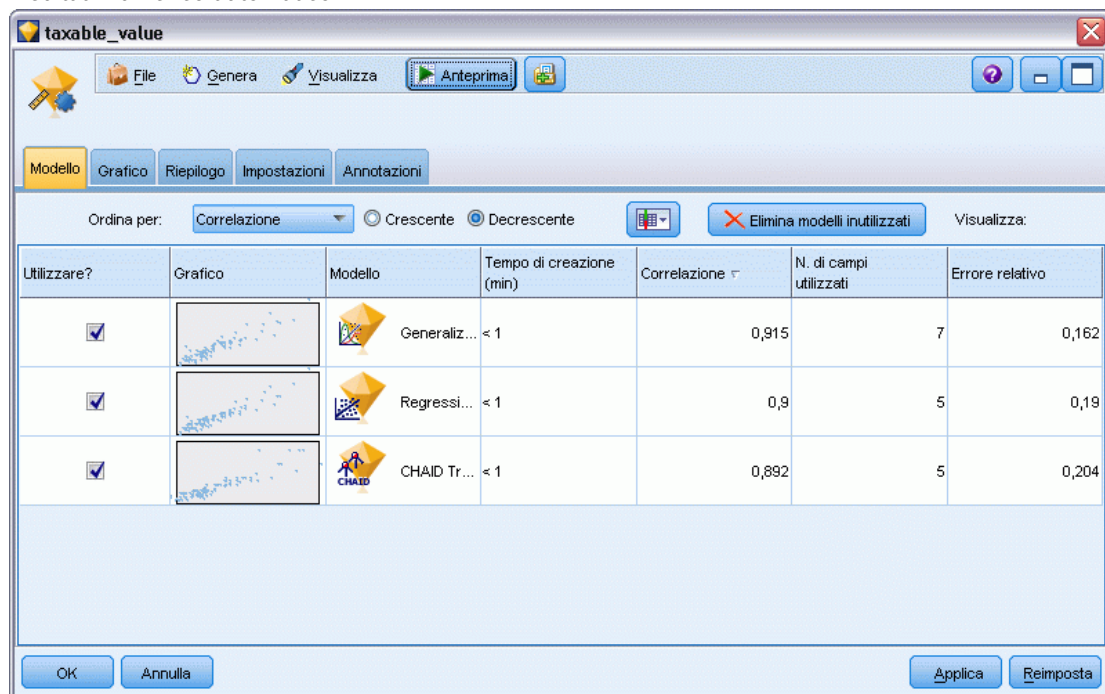 taxable_value
File Genera Visualizza Anteprima
Modello Grafico Riepilogo Impostazioni Annotazioni
Ordina per: Correlazione Crescente Decrescente Elimina modelli inutilizzati Visualizza:
Utilizzare? Grafico Modello Tempo di creazione (min) Correlazione N. di campi utilizzati Errore relativo
Generaliz... < 1 0,915 7 0,162
Regressi... < 1 0,9 5 0,19
CHAID CHAID Tr... < 1 0,892 5 0,204
OK Annulla Applica Reimposta